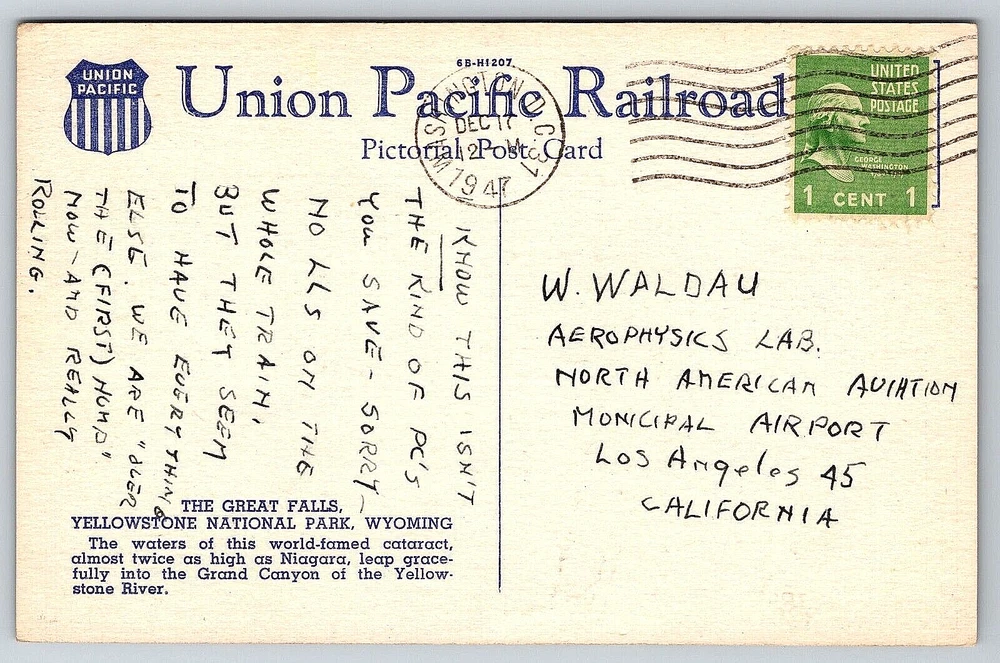 UNION
PACIFIC
6B-H1207
Union Pacific Railroad
Pictorial Post Card
WASHINGTON D.C. 31
DEC 17
12 M
1947
UNITED
STATES
POSTAGE
GEORGE
WASHINGTON
1 CENT 1
KNOW THIS ISN'T
THE KIND OF PC'S
YOU SAVE - SORRY -
NO LLS ON THE
WHOLE TRAIN,
BUT THEY SEEM
TO HAVE EVERYTHING
ELSE. WE ARE "OVER
THE (FIRST) HUMP"
NOW - AND REALLY
ROLLING.
W. WALDAU
AEROPHYSICS LAB.
NORTH AMERICAN AVIATION
MUNICIPAL AIRPORT
Los Angeles 45
CALIFORNIA
THE GREAT FALLS,
YELLOWSTONE NATIONAL PARK, WYOMING
The waters of this world-famed cataract,
almost twice as high as Niagara, leap grace-
fully into the Grand Canyon of the Yellow-
stone River.